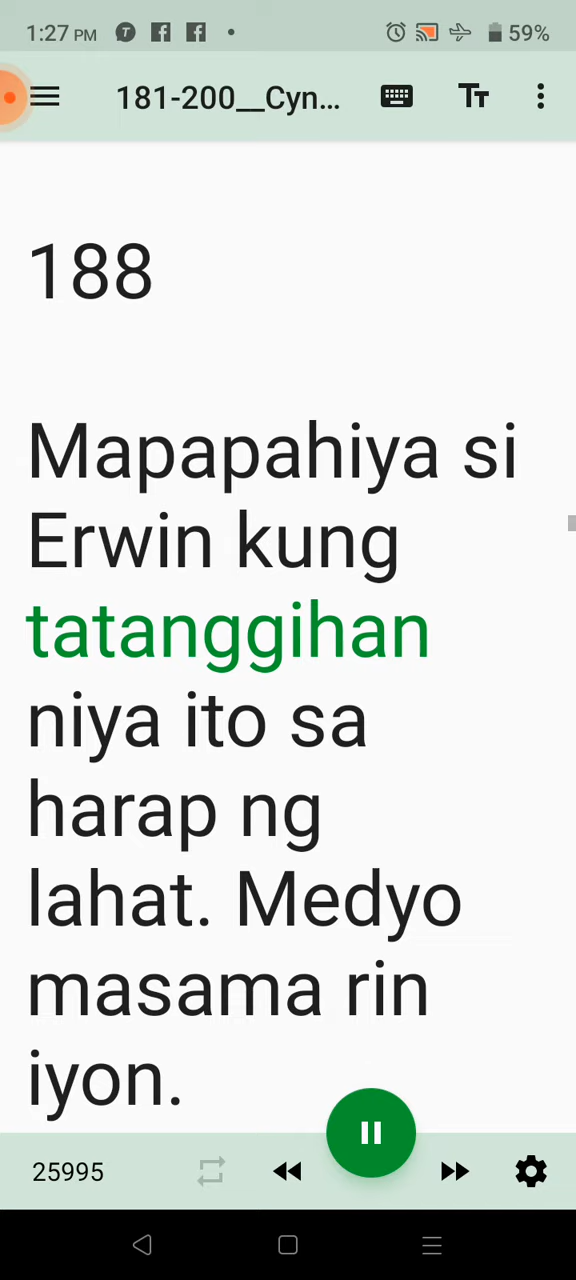 1:27 PM 59%
181-200__Cyn... Tт
188
Mapapahiya si
Erwin kung
tatanggihan
niya ito sa
harap ng
lahat. Medyo
masama rin
iyon.
25995